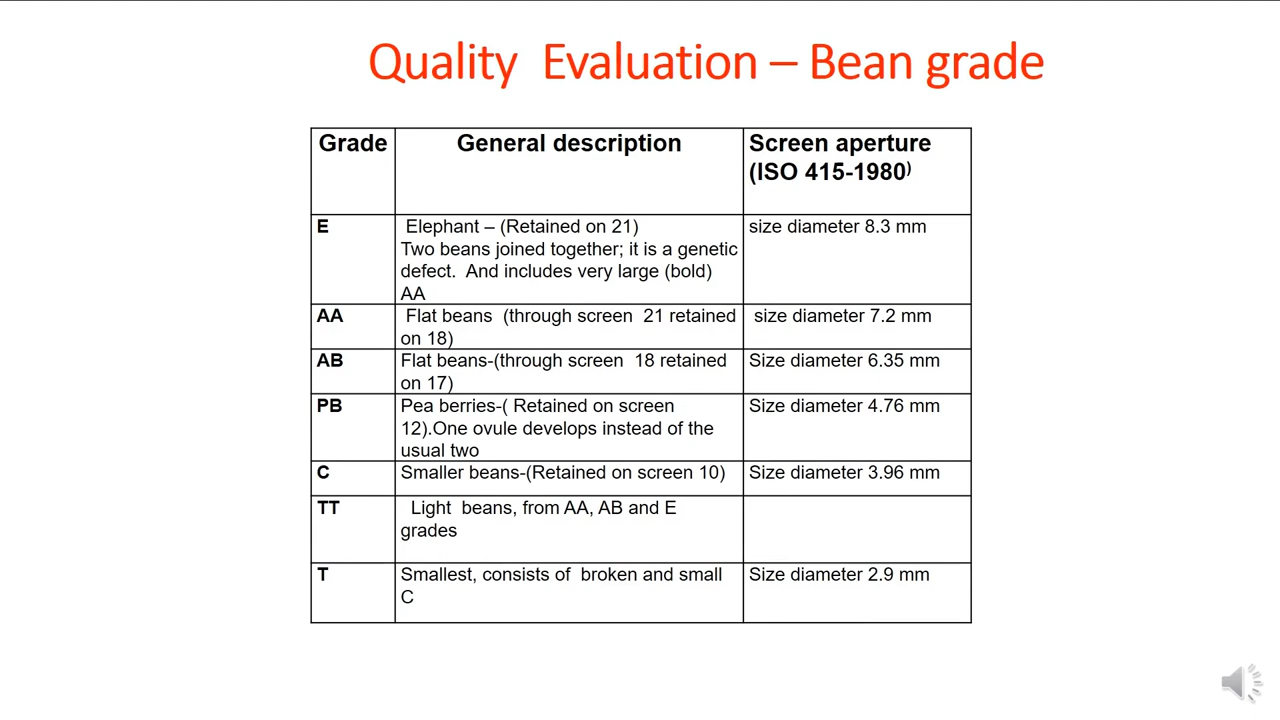 Quality Evaluation – Bean grade
Grade General description Screen aperture
(ISO 415-1980)
E Elephant – (Retained on 21) size diameter 8.3 mm
Two beans joined together; it is a genetic
defect. And includes very large (bold)
AA
AA Flat beans (through screen 21 retained size diameter 7.2 mm
on 18)
AB Flat beans-(through screen 18 retained Size diameter 6.35 mm
on 17)
PB Pea berries-( Retained on screen Size diameter 4.76 mm
12).One ovule develops instead of the
usual two
C Smaller beans-(Retained on screen 10) Size diameter 3.96 mm
TT Light beans, from AA, AB and E
grades
T Smallest, consists of broken and small Size diameter 2.9 mm
C